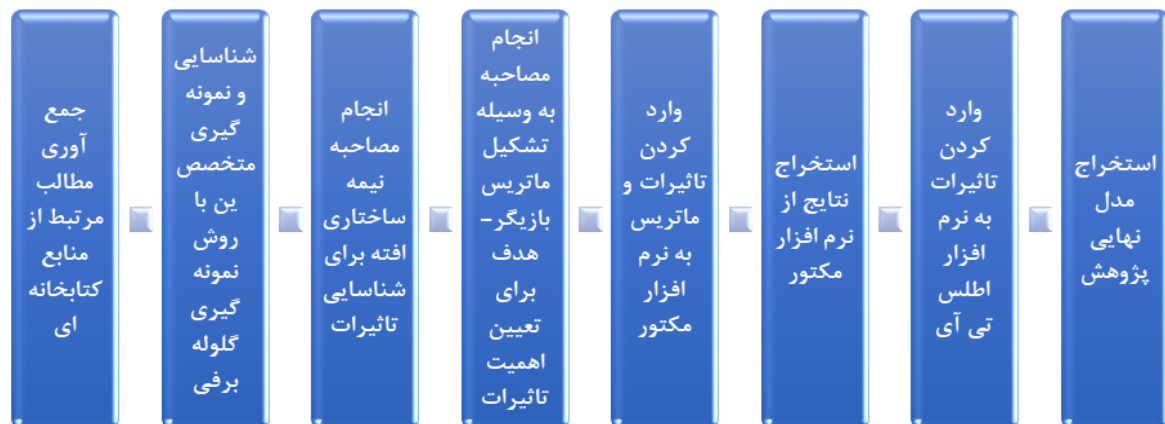 جمع
آوری
مطالب
مرتبط از
منابع
کتابخانه
ای
شناسایی
و نمونه
گیری
متخصص
ین با
روش
نمونه
گیری
گلوله
برفی
انجام
مصاحبه
نیمه
ساختاری
افته برای
شناسایی
تاثیرات
انجام
مصاحبه
به وسیله
تشکیل
ماتریس
بازیگر-
هدف
برای
تعیین
اهمیت
تاثیرات
وارد
کردن
تاثیرات و
ماتریس
به نرم
افزار
مکتور
استخراج
نتایج از
نرم افزار
مکتور
وارد
کردن
تاثیرات
به نرم
افزار
اطلس
تی آی
استخراج
مدل
نهایی
پژوهش